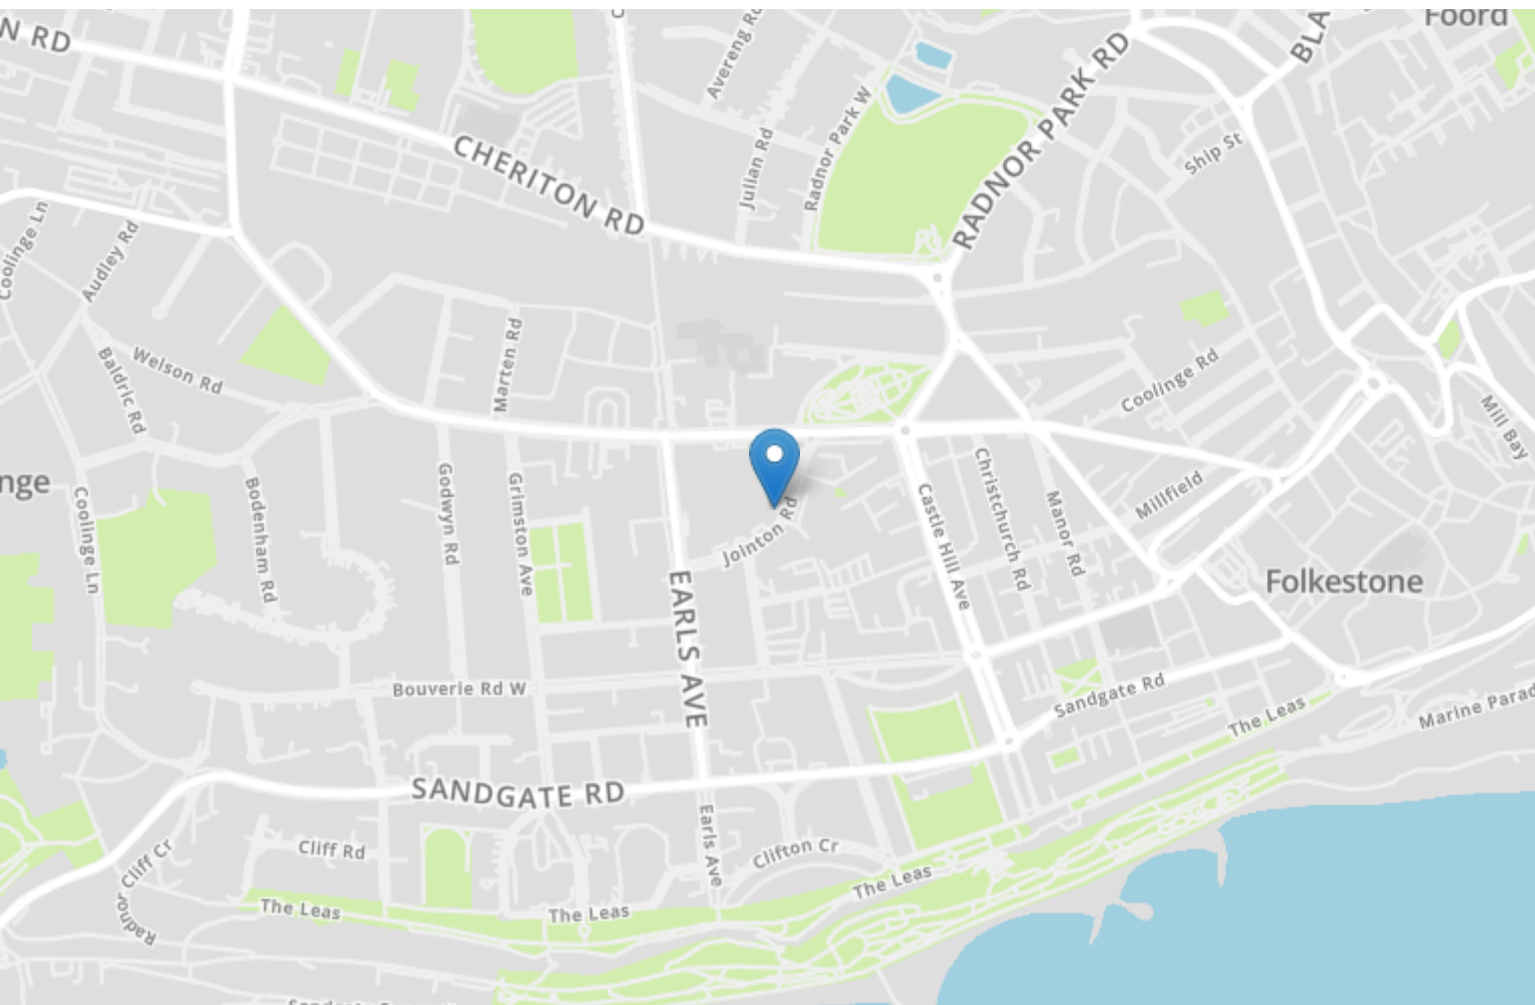 N RD
Foord
BLA
Avereng Rd
RADNOR PARK RD
Radnor Park W
CHERITON RD
Julian Rd
Ship St
Coolinge Ln
Audley Rd
Welson Rd
Baldric Rd
Marten Rd
Coolinge Rd
Mill Bay
nge
Coolinge Ln
Bodenham Rd
Godwyn Rd
Grimston Ave
Jointon Rd
Castle Hill Ave
Christchurch Rd
Manor Rd
Millfield
Folkestone
EARLS AVE
Bouverie Rd W
Sandgate Rd
The Leas
Marine Parad
SANDGATE RD
Earls Ave
Cliff Rd
Clifton Cr
Radnor Cliff Cr
The Leas
The Leas
The Leas